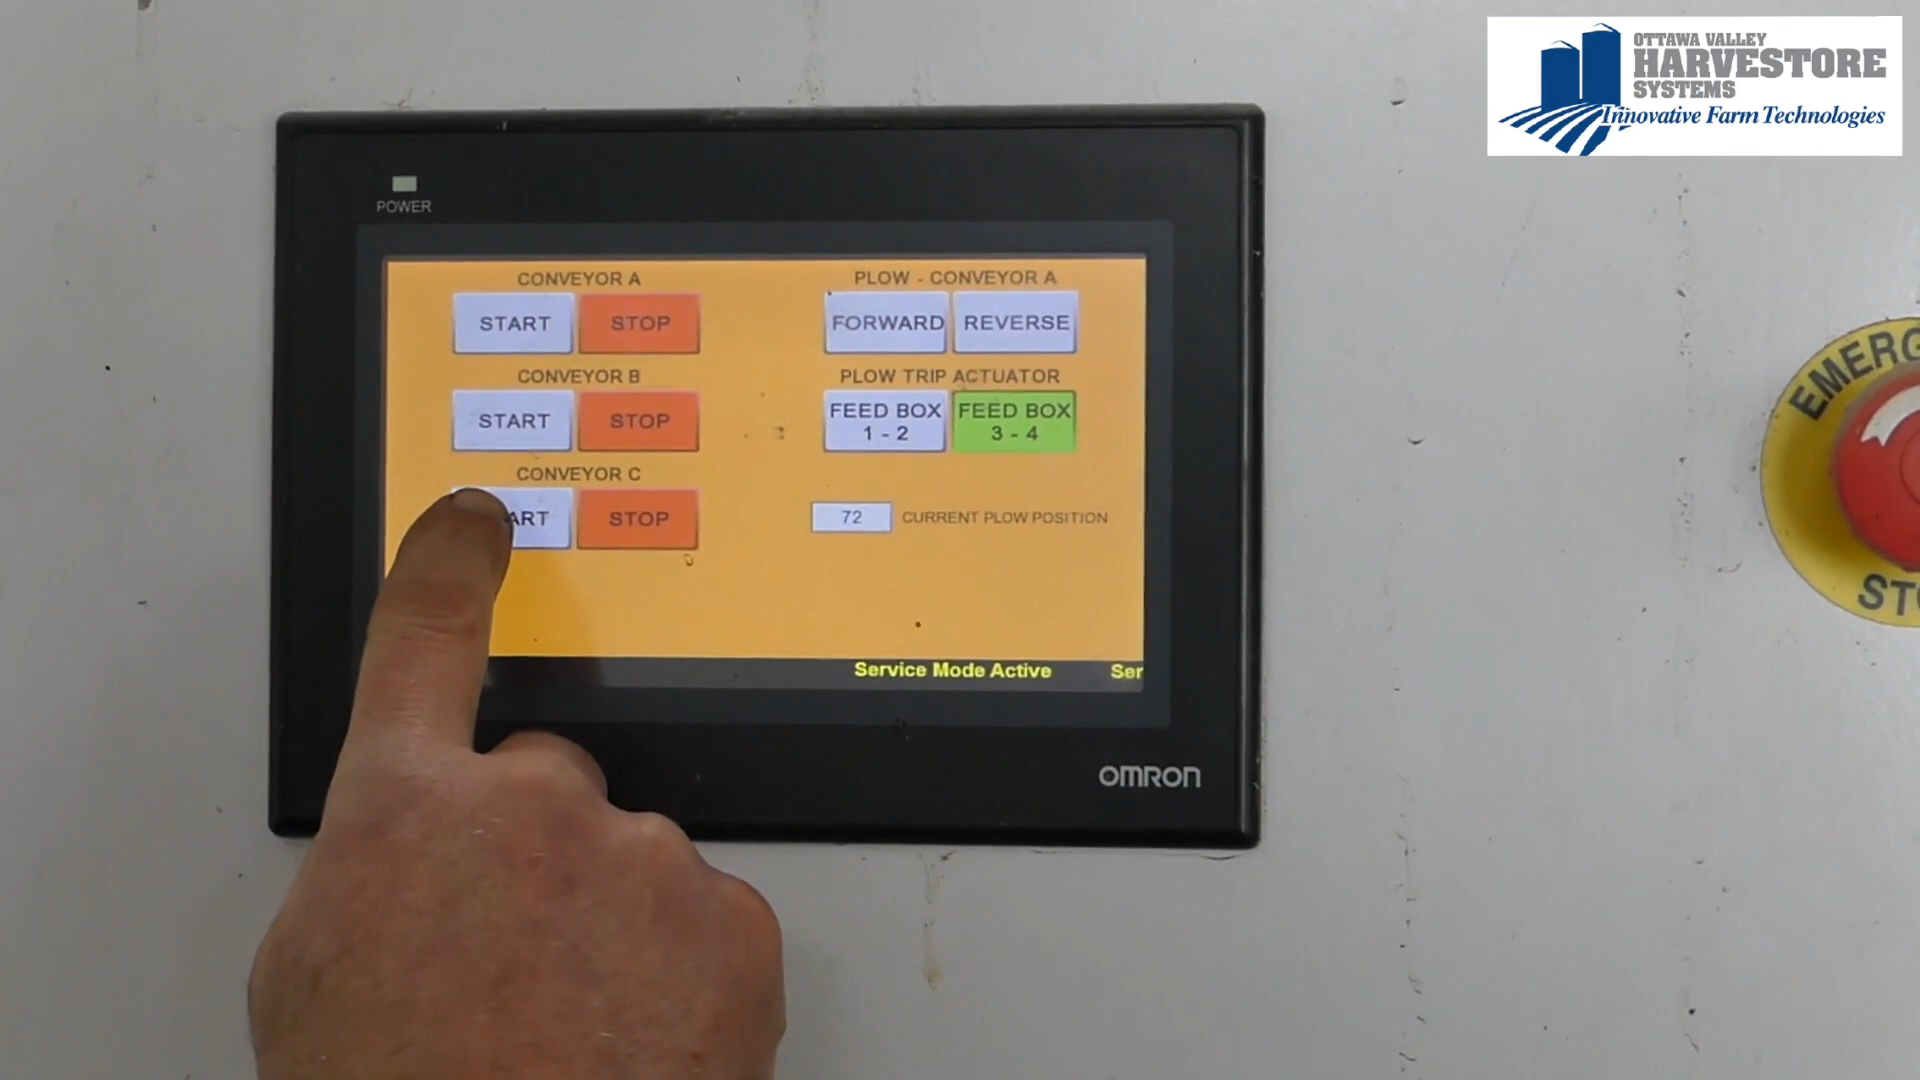 OTTAWA VALLEY
HARVESTORE
SYSTEMS
Innovative Farm Technologies
POWER
CONVEYOR A
START STOP
CONVEYOR B
START STOP
CONVEYOR C
ART STOP
PLOW - CONVEYOR A
FORWARD REVERSE
PLOW TRIP ACTUATOR
FEED BOX
1 - 2
FEED BOX
3 - 4
72 CURRENT PLOW POSITION
Service Mode Active Ser
OMRON
EMERG
STO